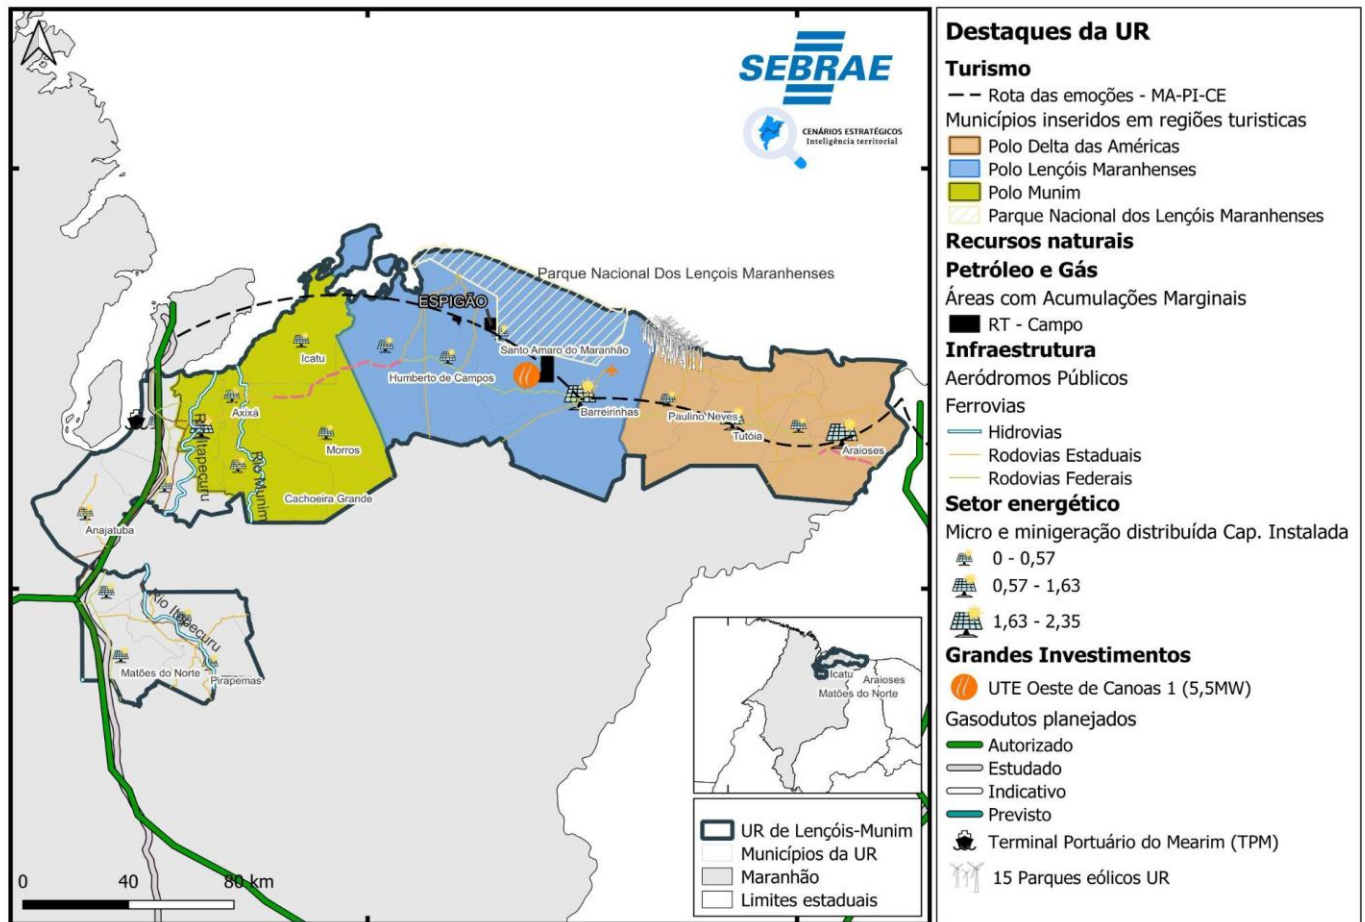 SEBRAE
CENÁRIOS ESTRATÉGICOS
Inteligência territorial
Parque Nacional Dos Lençois Maranhenses
ESPIGÃO
Icatu
Santo Amaro do Maranhão
Humberto de Campos
Axixá
Barreirinhas
Paulino Neves
Tutóia
Araioses
Morros
Rio Itapecuru
Rio Munim
Cachoeira Grande
Anajatuba
Rio Itapecuru
Matões do Norte
Pirapemas
Icatu
Araioses
Matões do Norte
UR de Lençóis-Munim
Municípios da UR
Maranhão
Limites estaduais
0 40 80 km
Destaques da UR
Turismo
Rota das emoções - MA-PI-CE
Municípios inseridos em regiões turisticas
Polo Delta das Américas
Polo Lençóis Maranhenses
Polo Munim
Parque Nacional dos Lençóis Maranhenses
Recursos naturais
Petróleo e Gás
Áreas com Acumulações Marginais
RT - Campo
Infraestrutura
Aeródromos Públicos
Ferrovias
Hidrovias
Rodovias Estaduais
Rodovias Federais
Setor energético
Micro e minigeração distribuída Cap. Instalada
0 - 0,57
0,57 - 1,63
1,63 - 2,35
Grandes Investimentos
UTE Oeste de Canoas 1 (5,5MW)
Gasodutos planejados
Autorizado
Estudado
Indicativo
Previsto
Terminal Portuário do Mearim (TPM)
15 Parques eólicos UR